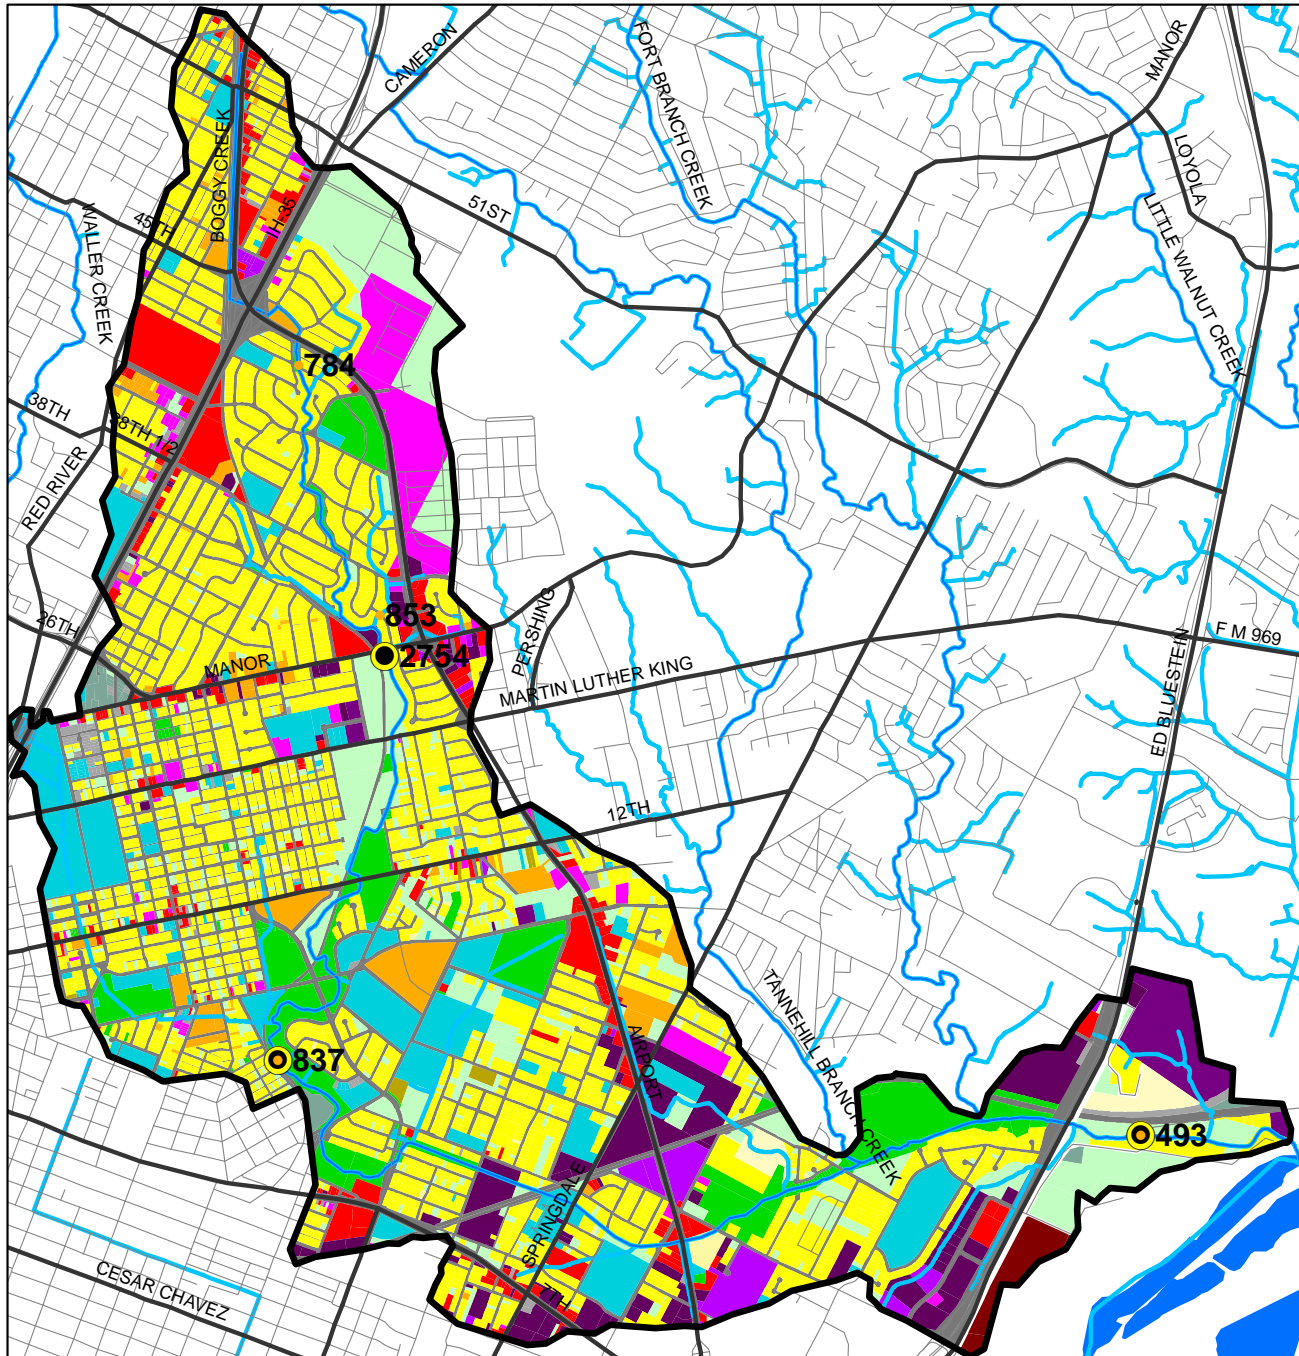 CAMERON
FORT BRANCH CREEK
MANOR
LOYOLA
BOGGY CREEK
WALLER CREEK
45TH
IH-35
51ST
LITTLE WALNUT CREEK
784
38TH
38TH 1/2
RED RIVER
853
2754
26TH
MANOR
PERSHING
MARTIN LUTHER KING
F M 969
ED BLUESTEIN
12TH
TANNEHILL BRANCH CREEK
AIRPORT
837
493
SPRINGDALE
7TH
CESAR CHAVEZ